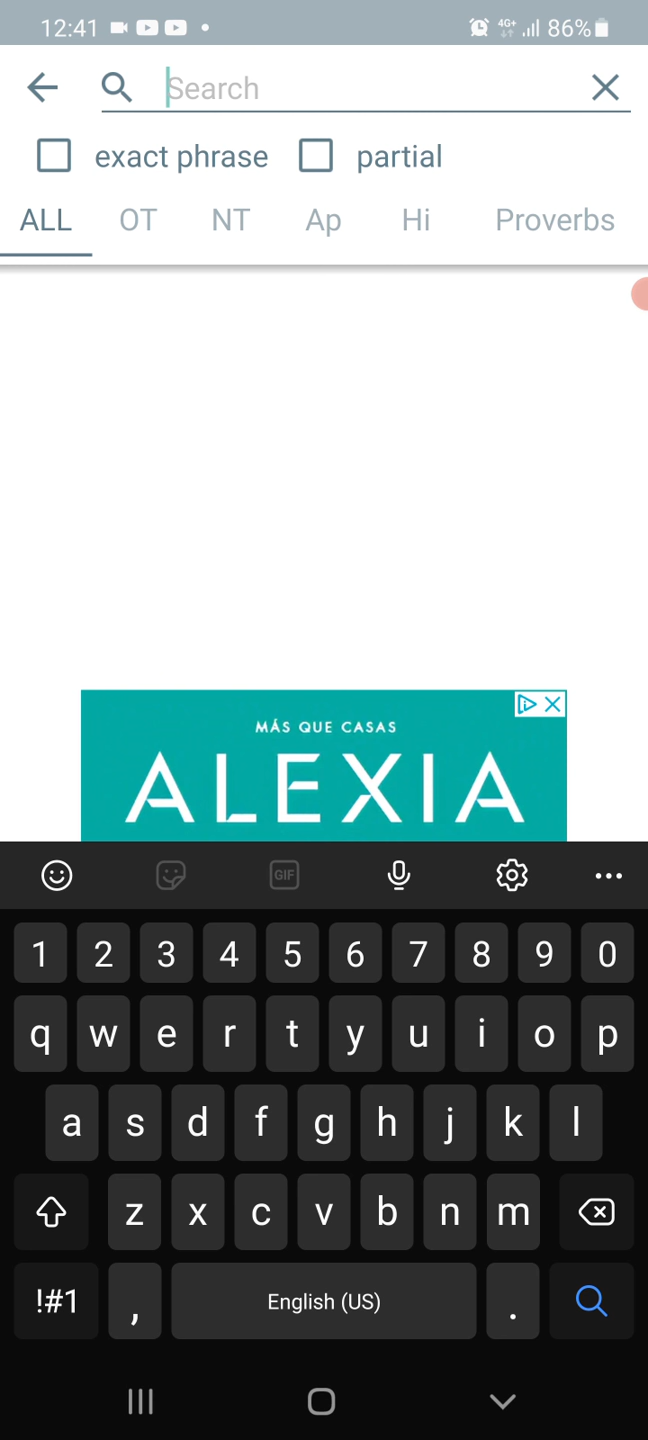 12:41 4G+ 86%
Search
exact phrase partial
ALL OT NT Ap Hi Proverbs
MÁS QUE CASAS
ALEXIA
GIF
1 2 3 4 5 6 7 8 9 0
q w e r t y u i o p
a s d f g h j k l
z x c v b n m
!#1 , English (US) .